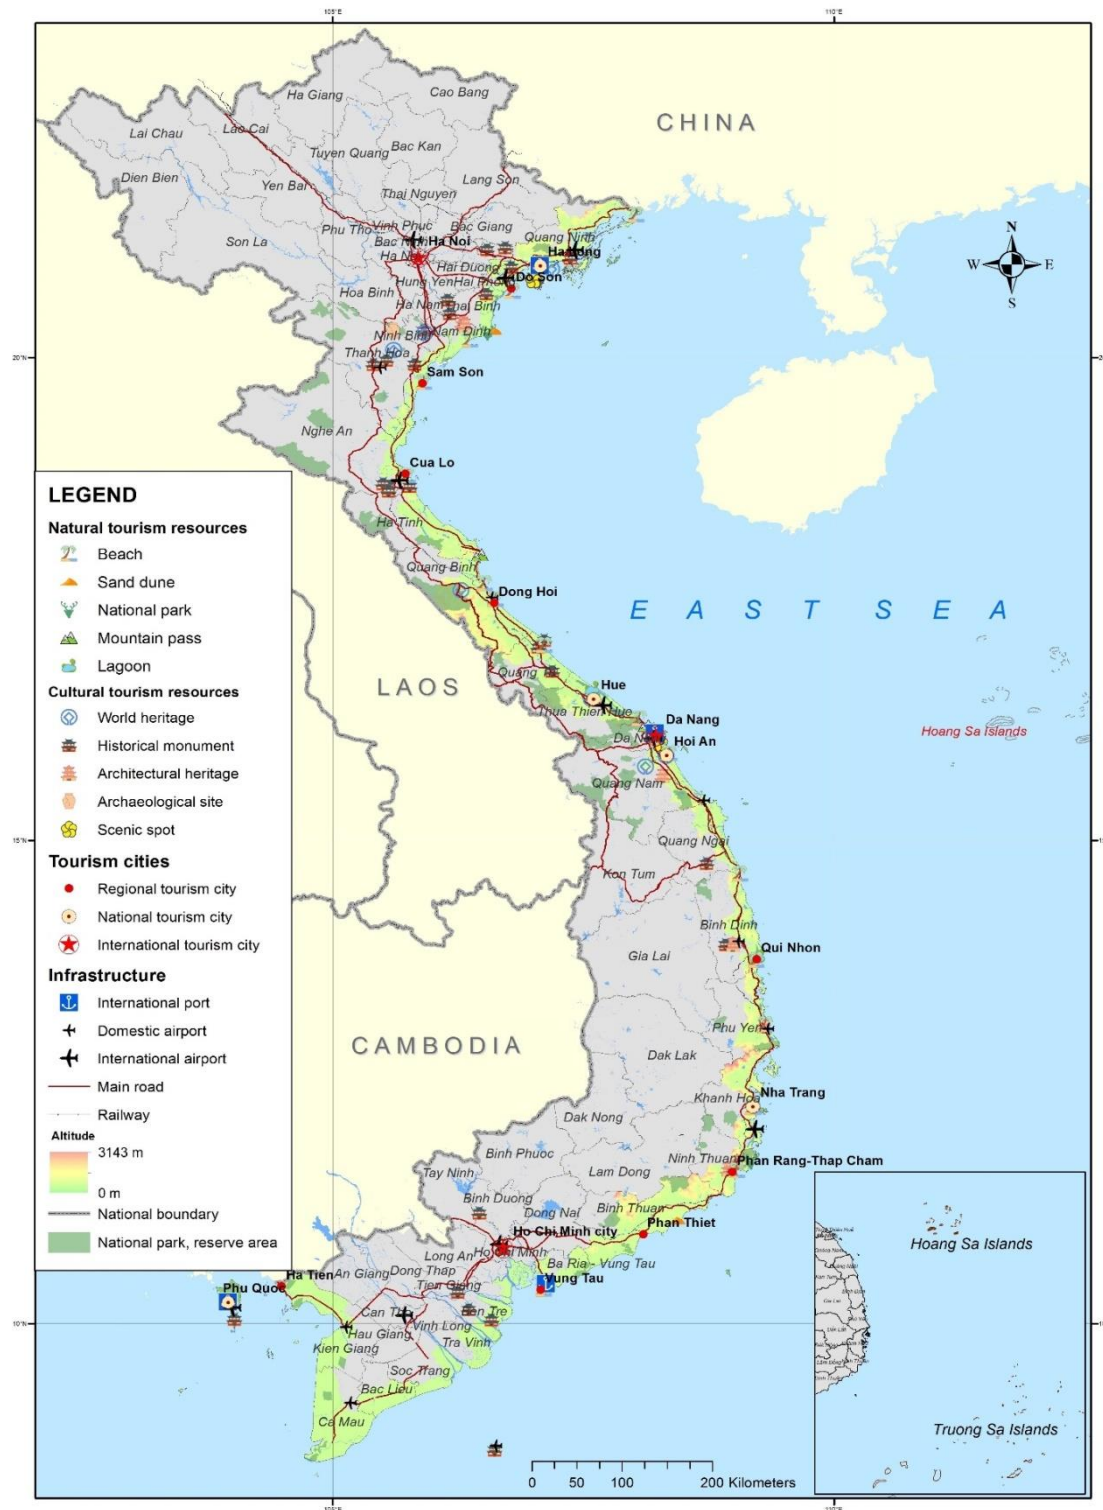 105°E
110°E
CHINA
Ha Giang
Cao Bang
Lai Chau
Lao Cai
Tuyen Quang
Bac Kan
Dien Bien
Yen Bai
Thai Nguyen
Lang Son
Phu Tho
Vinh Phuc
Bac Giang
Son La
Ha Noi
Quang Ninh
Ha Long
Hai Duong
Do Son
Hung Yen
Hoa Binh
Ha Nam
Nam Dinh
Ninh Binh
20°N
Thanh Hoa
Sam Son
Nghe An
Cua Lo
Ha Tinh
Quang Binh
Dong Hoi
EAST SEA
LAOS
Quang
Hue
Thua Thien Hue
Da Nang
Hoi An
Hoang Sa Islands
Quang Nam
Quang Ngai
15°N
Kon Tum
Binh Dinh
Qui Nhon
Gia Lai
Phu Yen
CAMBODIA
Dak Lak
Nha Trang
Khanh Hoa
Dak Nong
Binh Phuoc
Ninh Thuan
Phan Rang-Thap Cham
Tay Ninh
Lam Dong
Binh Duong
Dong Nai
Binh Thuan
Phan Thiet
Ho Chi Minh city
Long An
Ba Ria - Vung Tau
Vung Tau
Ha Tien
An Giang
Dong Thap
Tien Giang
Phu Quoc
10°N
Hau Giang
Vinh Long
Kien Giang
Tra Vinh
Soc Trang
Bac Lieu
Ca Mau
LEGEND
Natural tourism resources
Beach
Sand dune
National park
Mountain pass
Lagoon
Cultural tourism resources
World heritage
Historical monument
Architectural heritage
Archaeological site
Scenic spot
Tourism cities
Regional tourism city
National tourism city
International tourism city
Infrastructure
International port
Domestic airport
International airport
Main road
Railway
Altitude
3143 m
0 m
National boundary
National park, reserve area
N
W E
S
0 50 100 200 Kilometers
Hoang Sa Islands
Truong Sa Islands